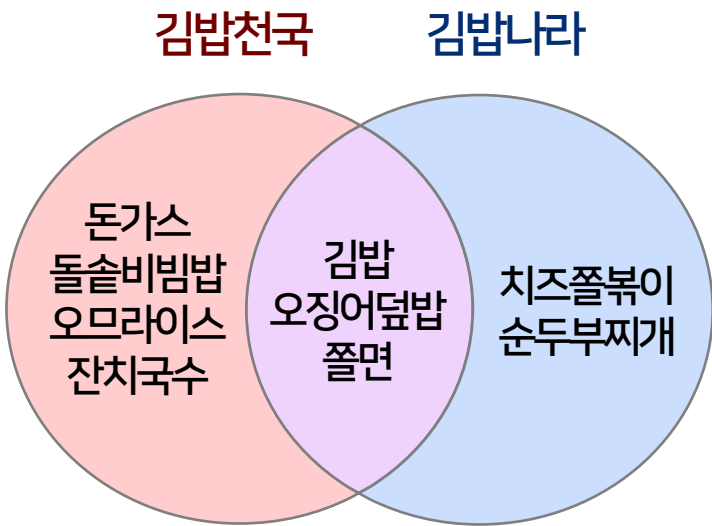 김밥천국
김밥나라
돈가스
돌솥비빔밥
오므라이스
잔치국수
김밥
오징어덮밥
쫄면
치즈쫄볶이
순두부찌개